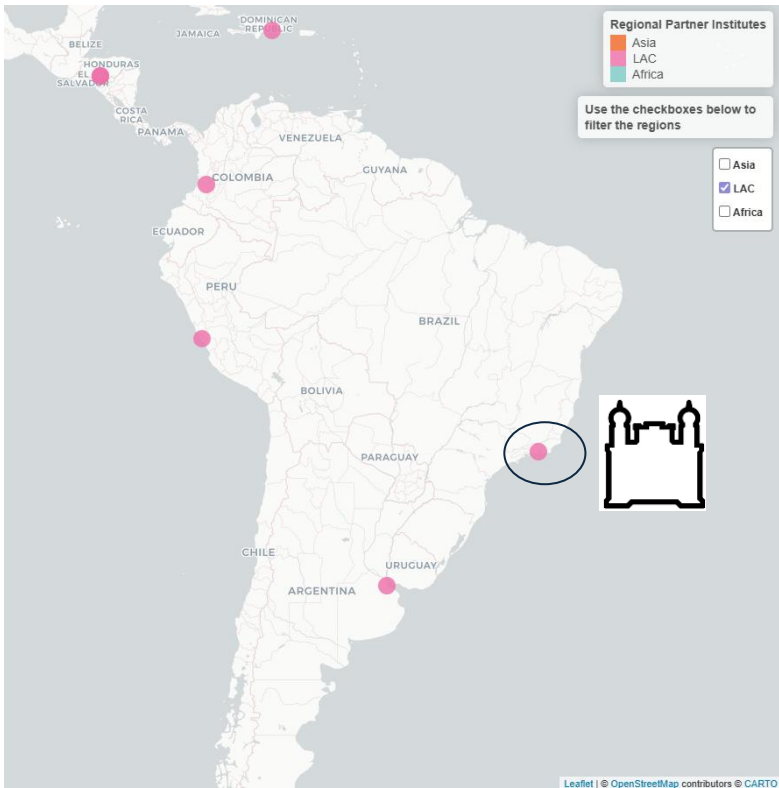 DOMINICAN
REPUBLIC
JAMAICA
BELIZE
HONDURAS
EL
SALVADOR
COSTA
RICA
PANAMA
VENEZUELA
GUYANA
COLOMBIA
ECUADOR
PERU
BRAZIL
BOLIVIA
PARAGUAY
CHILE
URUGUAY
ARGENTINA
Regional Partner Institutes
Asia
LAC
Africa
Use the checkboxes below to
filter the regions
Asia
LAC
Africa
Leaflet | © OpenStreetMap contributors © CARTO